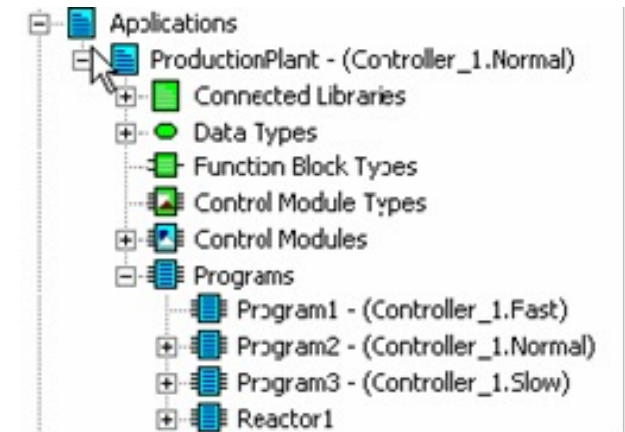 Applications
ProductionPlant - (Controller_1.Normal)
Connected Libraries
Data Types
Function Block Types
Control Module Types
Control Modules
Programs
Program1 - (Controller_1.Fast)
Program2 - (Controller_1.Normal)
Program3 - (Controller_1.Slow)
Reactor1